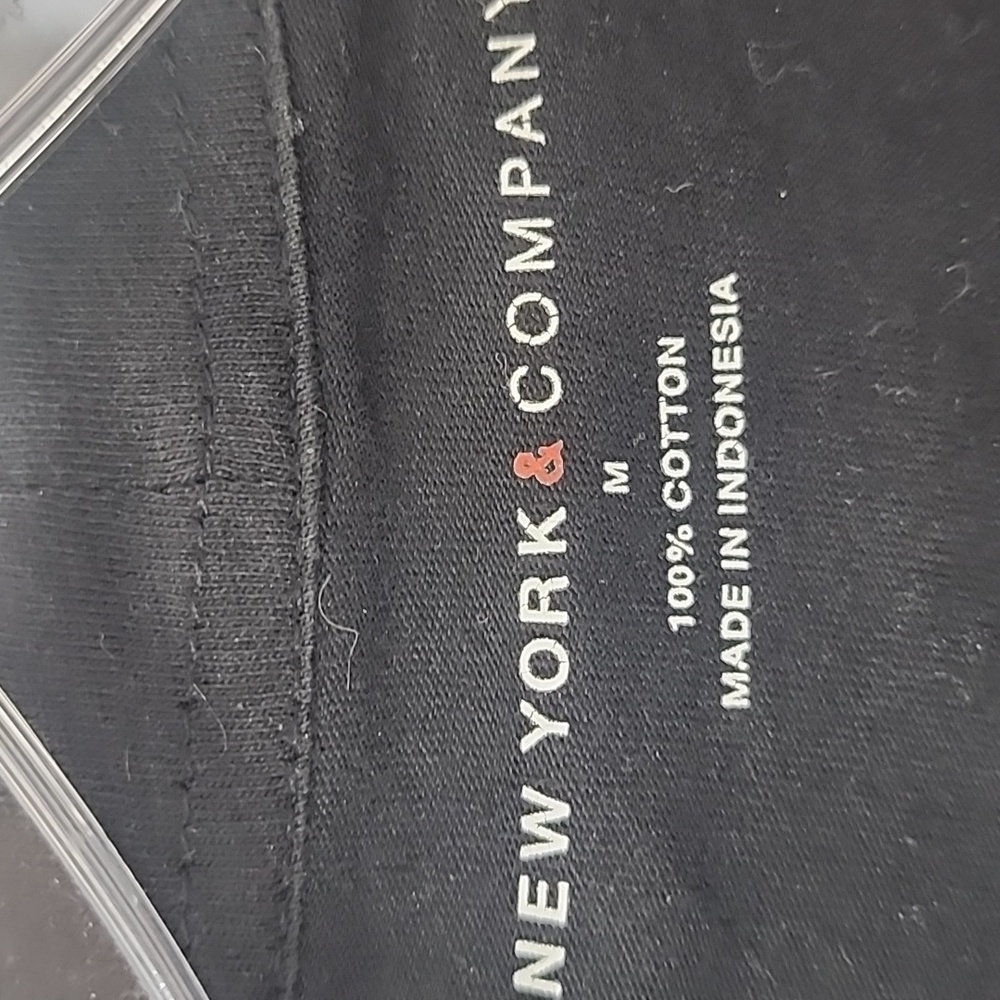 NEW YORK & COMPANY
M
100% COTTON
MADE IN INDONESIA